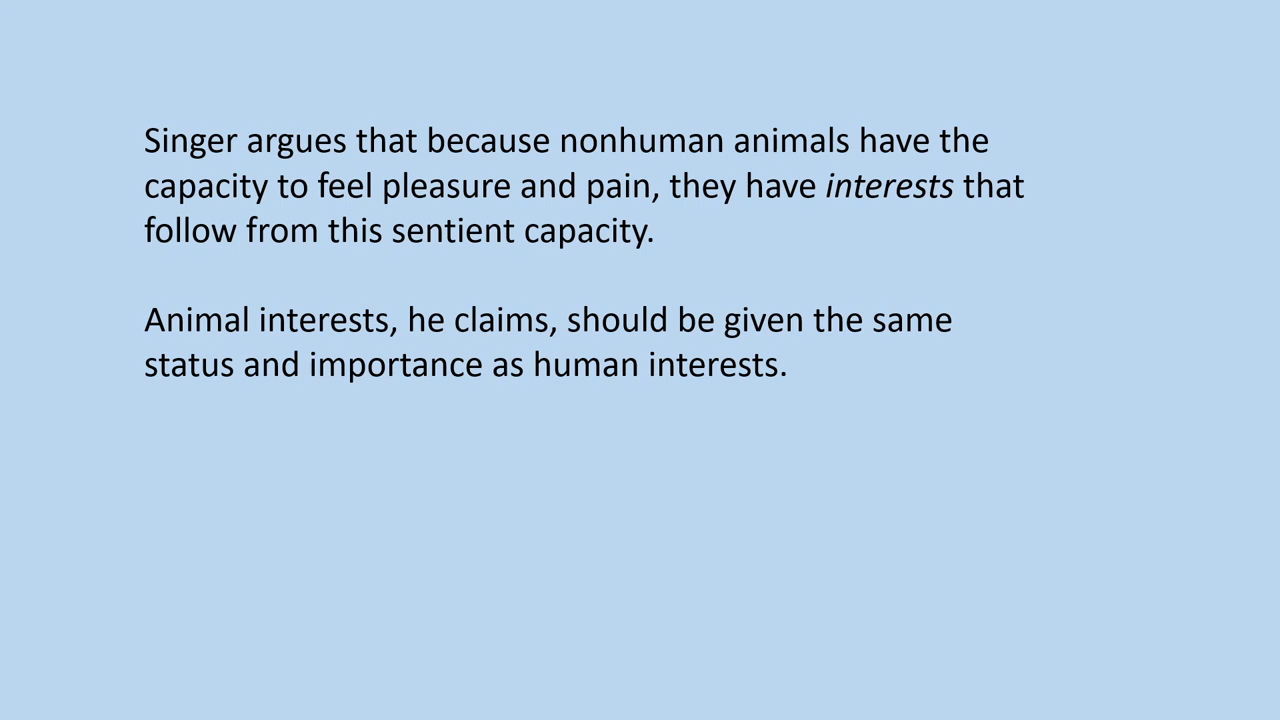 Singer argues that because nonhuman animals have the
capacity to feel pleasure and pain, they have interests that
follow from this sentient capacity.
Animal interests, he claims, should be given the same
status and importance as human interests.